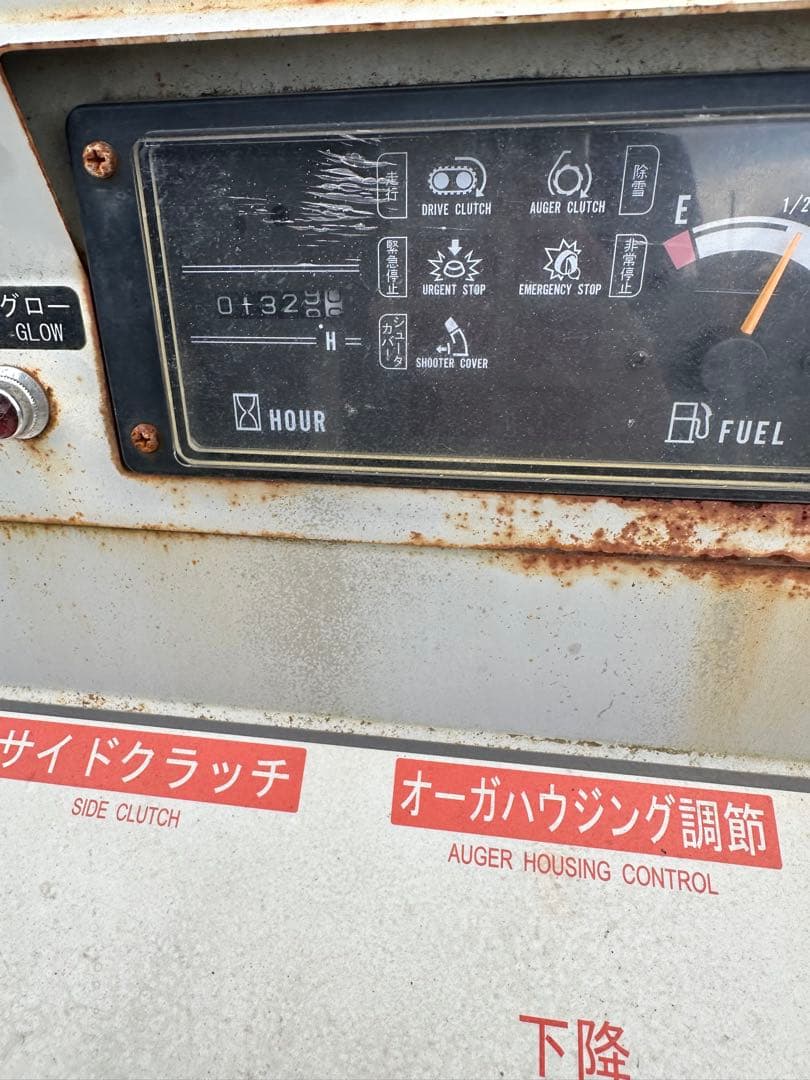 グロー
-GLOW
走行
DRIVE CLUTCH
AUGER CLUTCH
除雪
緊急停止
URGENT STOP
EMERGENCY STOP
非常停止
シュータカバー
SHOOTER COVER
0132
H
HOUR
E
1/2
FUEL
サイドクラッチ
SIDE CLUTCH
オーガハウジング調節
AUGER HOUSING CONTROL
下降